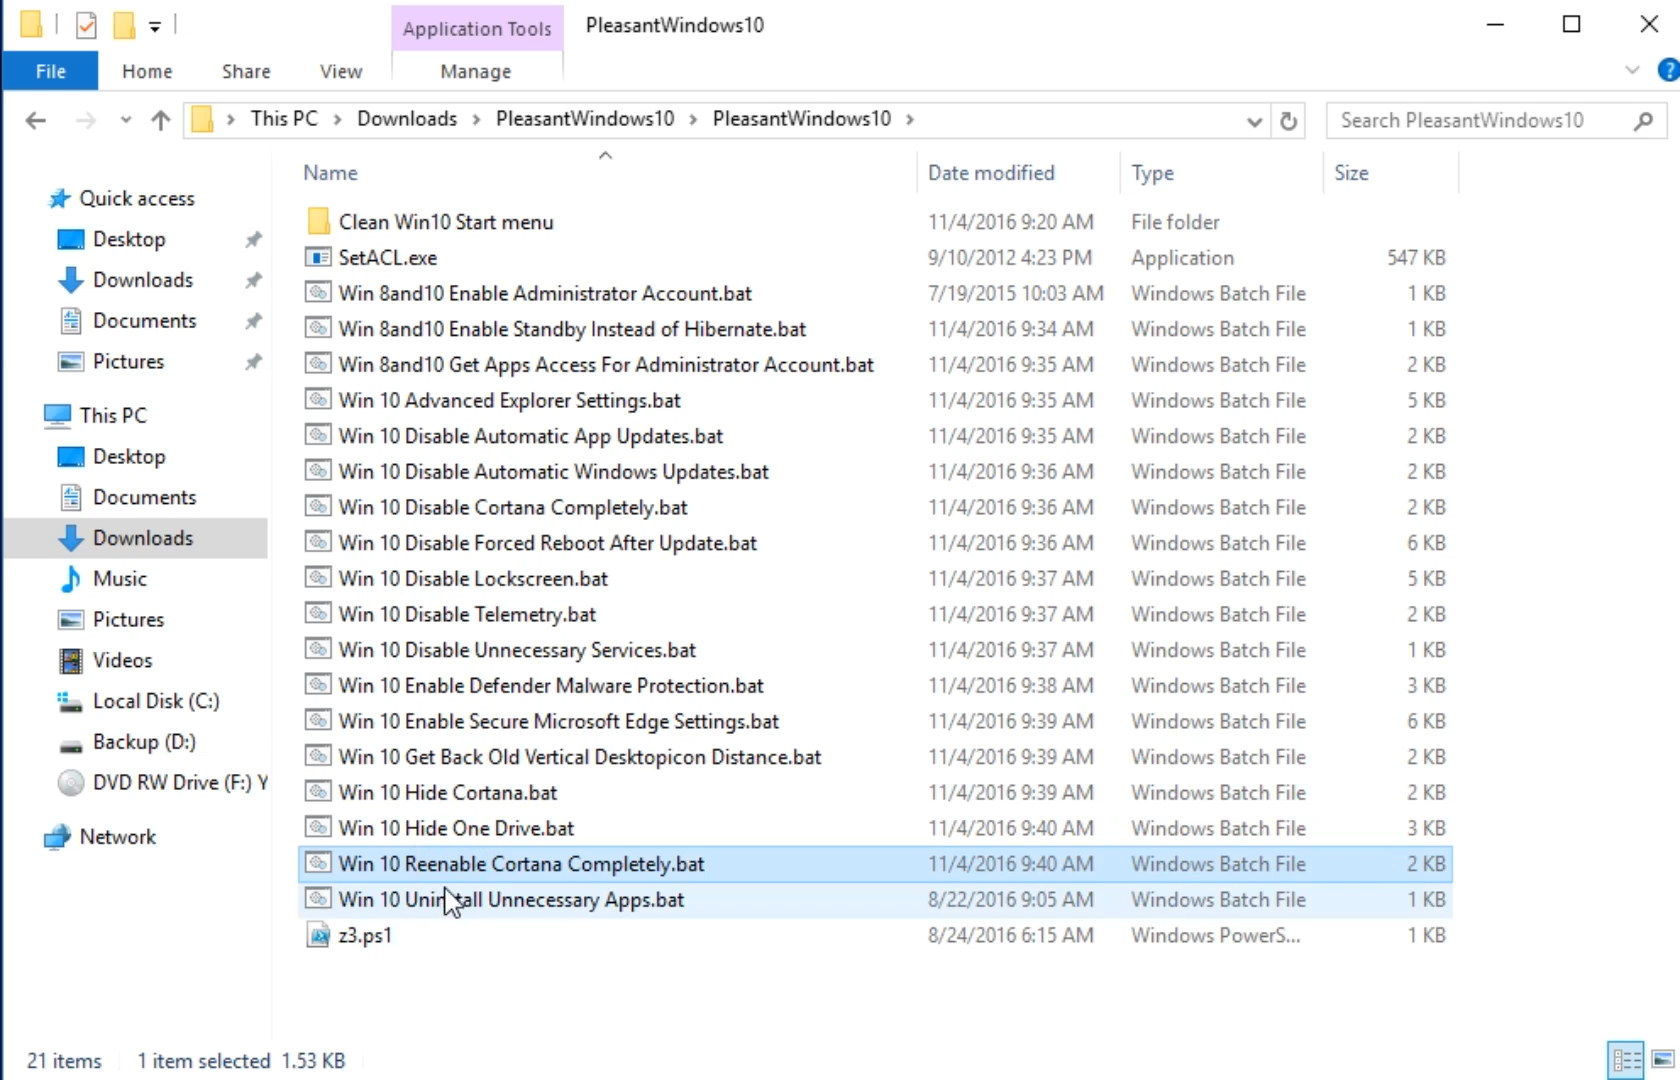 Application Tools PleasantWindows10
File Home Share View Manage ?
This PC Downloads PleasantWindows10 PleasantWindows10 Search PleasantWindows10
Name Date modified Type Size
Quick access
Desktop
Downloads
Documents
Pictures
This PC
Desktop
Documents
Downloads
Music
Pictures
Videos
Local Disk (C:)
Backup (D:)
DVD RW Drive (F:) Y
Network
Clean Win10 Start menu 11/4/2016 9:20 AM File folder
SetACL.exe 9/10/2012 4:23 PM Application 547 KB
Win 8and10 Enable Administrator Account.bat 7/19/2015 10:03 AM Windows Batch File 1 KB
Win 8and10 Enable Standby Instead of Hibernate.bat 11/4/2016 9:34 AM Windows Batch File 1 KB
Win 8and10 Get Apps Access For Administrator Account.bat 11/4/2016 9:35 AM Windows Batch File 2 KB
Win 10 Advanced Explorer Settings.bat 11/4/2016 9:35 AM Windows Batch File 5 KB
Win 10 Disable Automatic App Updates.bat 11/4/2016 9:35 AM Windows Batch File 2 KB
Win 10 Disable Automatic Windows Updates.bat 11/4/2016 9:36 AM Windows Batch File 2 KB
Win 10 Disable Cortana Completely.bat 11/4/2016 9:36 AM Windows Batch File 2 KB
Win 10 Disable Forced Reboot After Update.bat 11/4/2016 9:36 AM Windows Batch File 6 KB
Win 10 Disable Lockscreen.bat 11/4/2016 9:37 AM Windows Batch File 5 KB
Win 10 Disable Telemetry.bat 11/4/2016 9:37 AM Windows Batch File 2 KB
Win 10 Disable Unnecessary Services.bat 11/4/2016 9:37 AM Windows Batch File 1 KB
Win 10 Enable Defender Malware Protection.bat 11/4/2016 9:38 AM Windows Batch File 3 KB
Win 10 Enable Secure Microsoft Edge Settings.bat 11/4/2016 9:39 AM Windows Batch File 6 KB
Win 10 Get Back Old Vertical Desktopicon Distance.bat 11/4/2016 9:39 AM Windows Batch File 2 KB
Win 10 Hide Cortana.bat 11/4/2016 9:39 AM Windows Batch File 2 KB
Win 10 Hide One Drive.bat 11/4/2016 9:40 AM Windows Batch File 3 KB
Win 10 Reenable Cortana Completely.bat 11/4/2016 9:40 AM Windows Batch File 2 KB
Win 10 Uninstall Unnecessary Apps.bat 8/22/2016 9:05 AM Windows Batch File 1 KB
z3.ps1 8/24/2016 6:15 AM Windows PowerS... 1 KB
21 items 1 item selected 1.53 KB